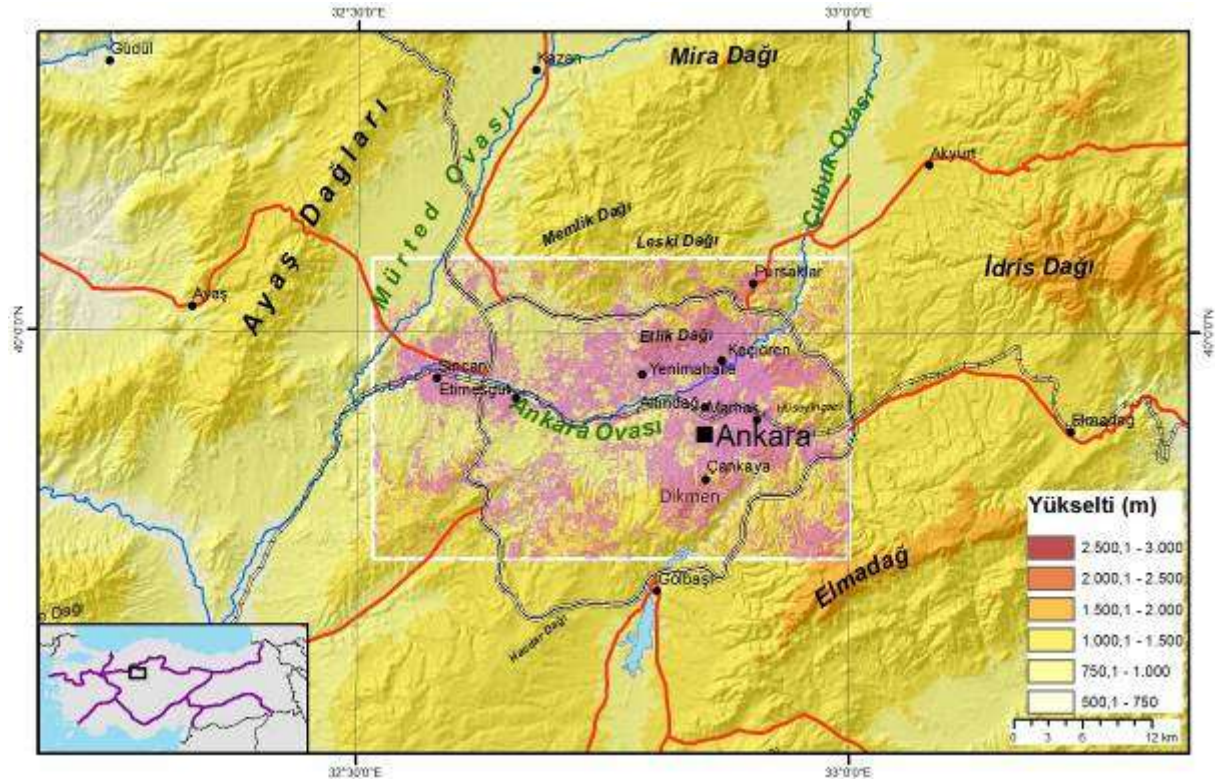 32°30'0"E
33°0'0"E
Güdül
Kazan
Mira Dağı
Ayaş Dağları
Mürted Ovası
Çubuk Ovası
Akyurt
Memlik Dağı
Leski Dağı
İdris Dağı
Pursaklar
Ayaş
40°0'0"N
40°0'0"N
Etlik Dağı
Keçiören
Sincan
Yenimahalle
Etimesgut
Altındağ
Mamak
Hüseyingazi
Ankara Ovası
Ankara
Elmadağ
Çankaya
Dikmen
Yükselti (m)
2.500,1 - 3.000
2.000,1 - 2.500
1.500,1 - 2.000
1.000,1 - 1.500
750,1 - 1.000
500,1 - 750
0 3 6 12 km
Elmadağ
Gölbaşı
Dağı
32°30'0"E
33°0'0"E